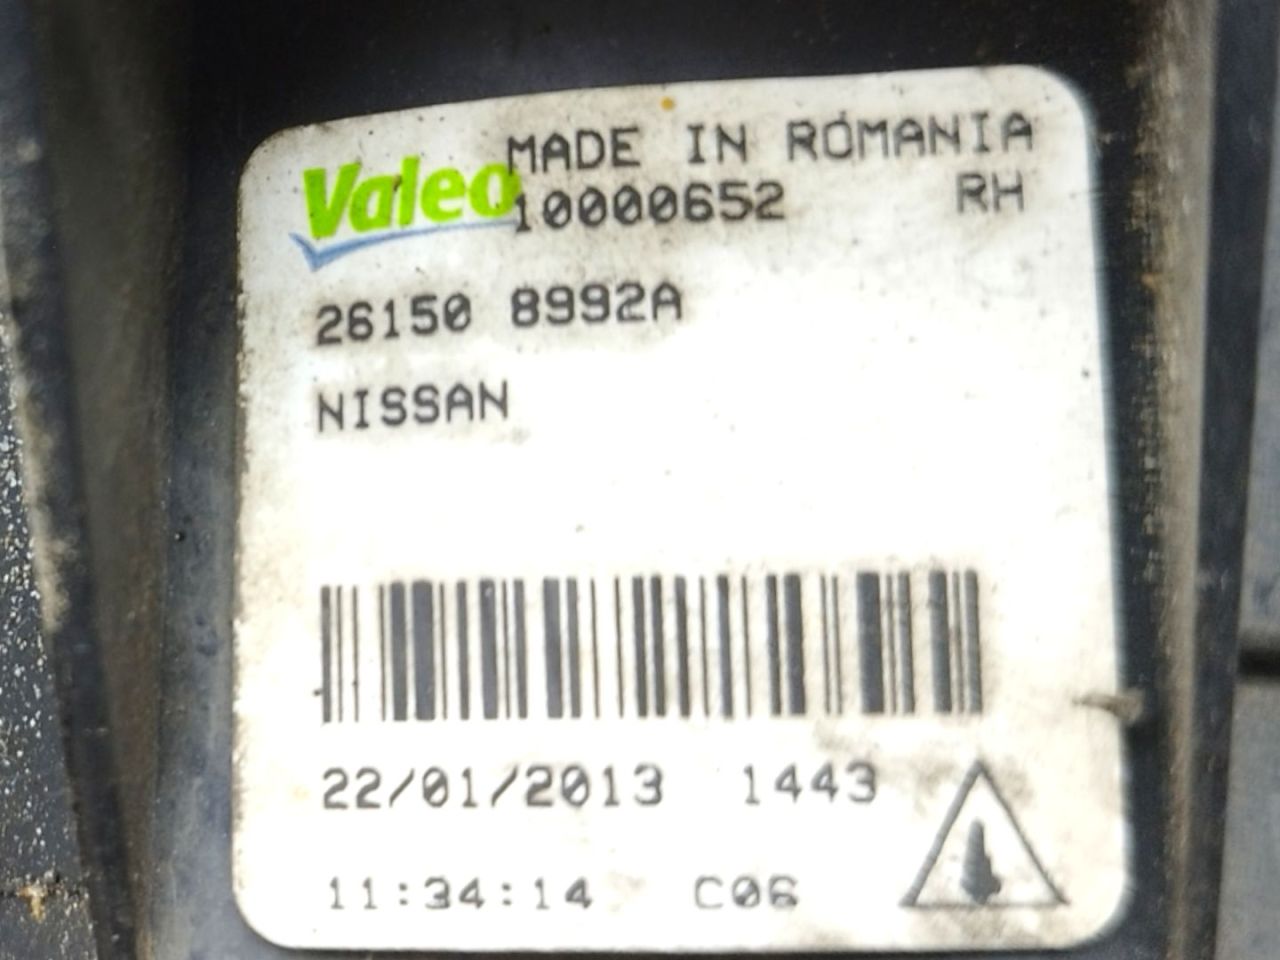 Valeo MADE IN ROMANIA
10000652 RH
26150 8992A
NISSAN
22/01/2013 1443
11:34:14 C06